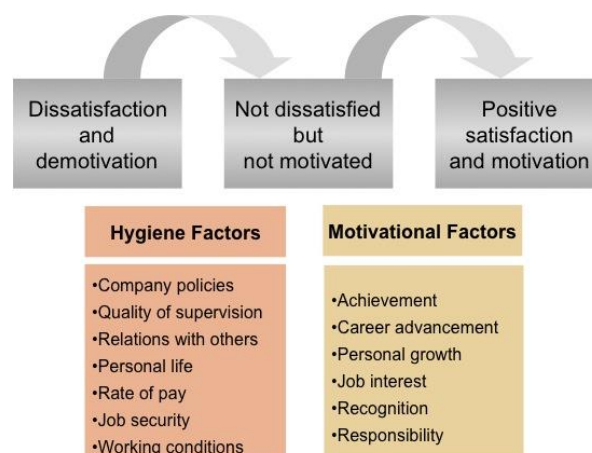 Dissatisfaction
and
demotivation
Not dissatisfied
but
not motivated
Positive
satisfaction
and motivation
Hygiene Factors
•Company policies
•Quality of supervision
•Relations with others
•Personal life
•Rate of pay
•Job security
•Working conditions
Motivational Factors
•Achievement
•Career advancement
•Personal growth
•Job interest
•Recognition
•Responsibility